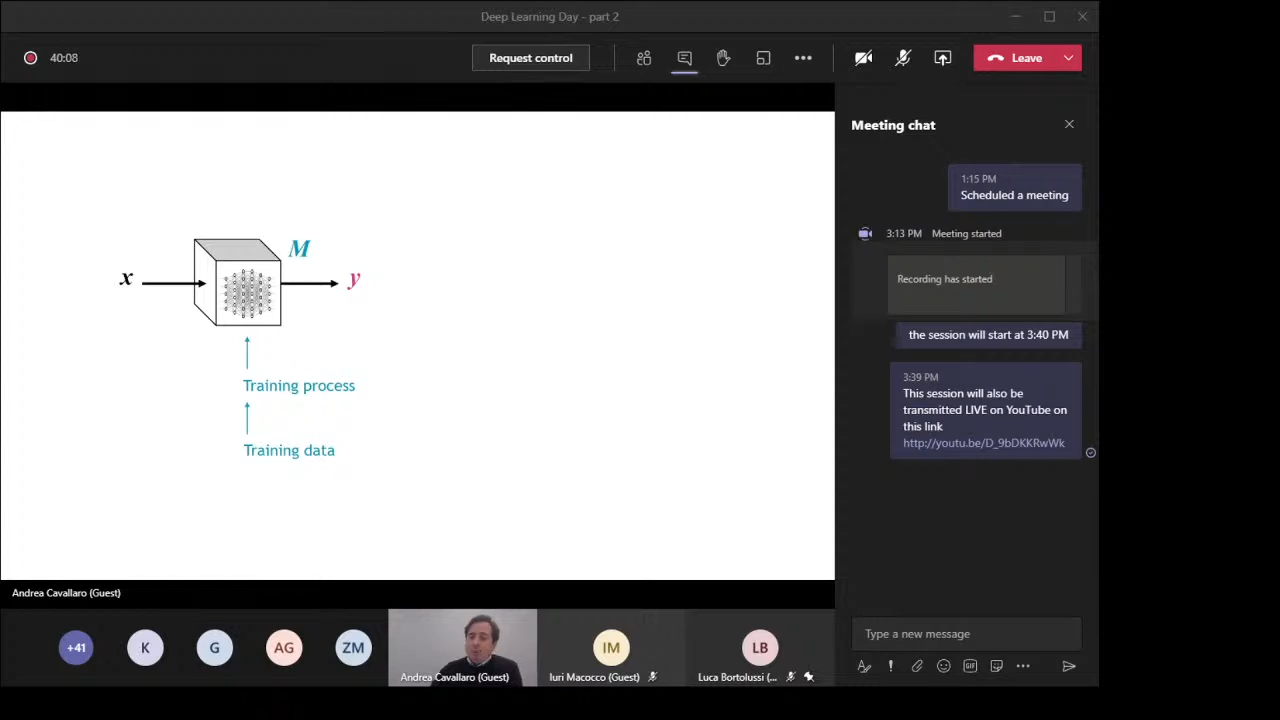 Deep Learning Day - part 2
40:08
Request control
Leave
x
M
y
Training process
Training data
Meeting chat
1:15 PM
Scheduled a meeting
3:13 PM Meeting started
Recording has started
the session will start at 3:40 PM
3:39 PM
This session will also be
transmitted LIVE on YouTube on
this link
http://youtu.be/D_9bDKKRwWk
Type a new message
GIF
Andrea Cavallaro (Guest)
+41
K
G
AG
ZM
Andrea Cavallaro (Guest)
IM
Iuri Macocco (Guest)
LB
Luca Bortolussi (...